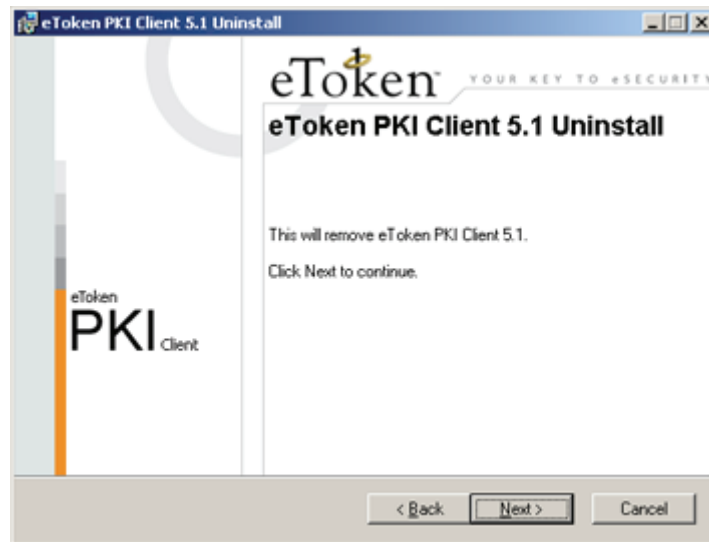 eToken PKI Client 5.1 Uninstall
eToken™ YOUR KEY TO eSECURITY
eToken PKI Client 5.1 Uninstall
This will remove eToken PKI Client 5.1.
Click Next to continue.
eToken
PKI Client
< Back Next > Cancel